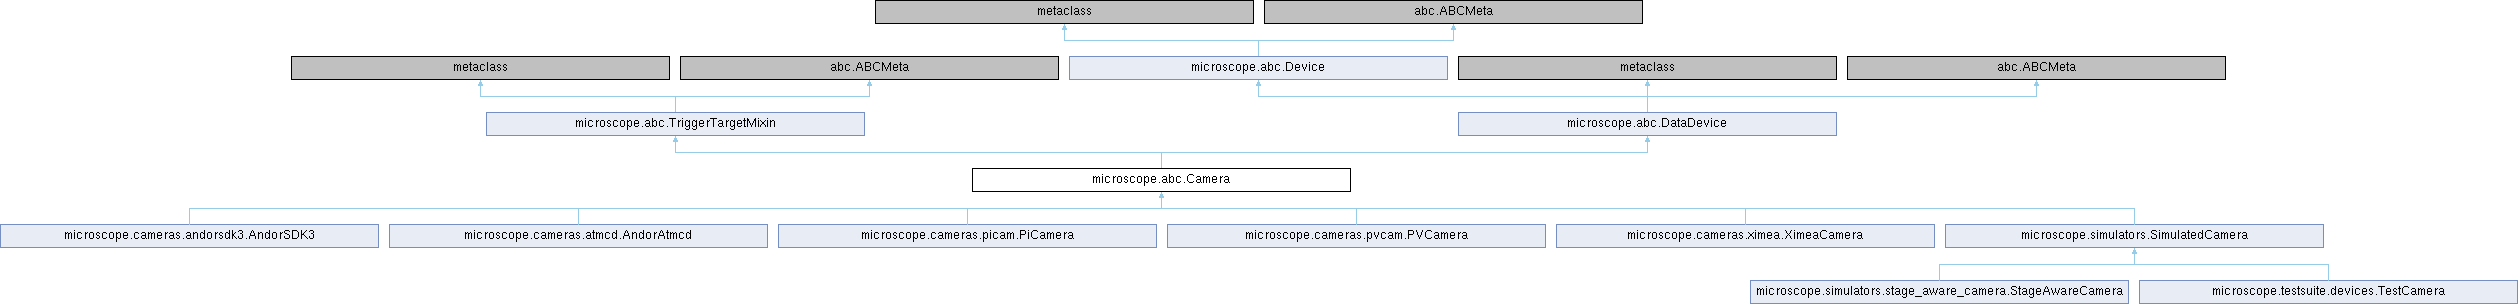 metaclass
abc.ABCMeta
metaclass
abc.ABCMeta
microscope.abc.Device
metaclass
abc.ABCMeta
microscope.abc.TriggerTargetMixin
microscope.abc.DataDevice
microscope.abc.Camera
microscope.cameras.andorsdk3.AndorSDK3
microscope.cameras.atmcd.AndorAtmcd
microscope.cameras.picam.PiCamera
microscope.cameras.pvcam.PVCamera
microscope.cameras.ximea.XimeaCamera
microscope.simulators.SimulatedCamera
microscope.simulators.stage_aware_camera.StageAwareCamera
microscope.testsuite.devices.TestCamera